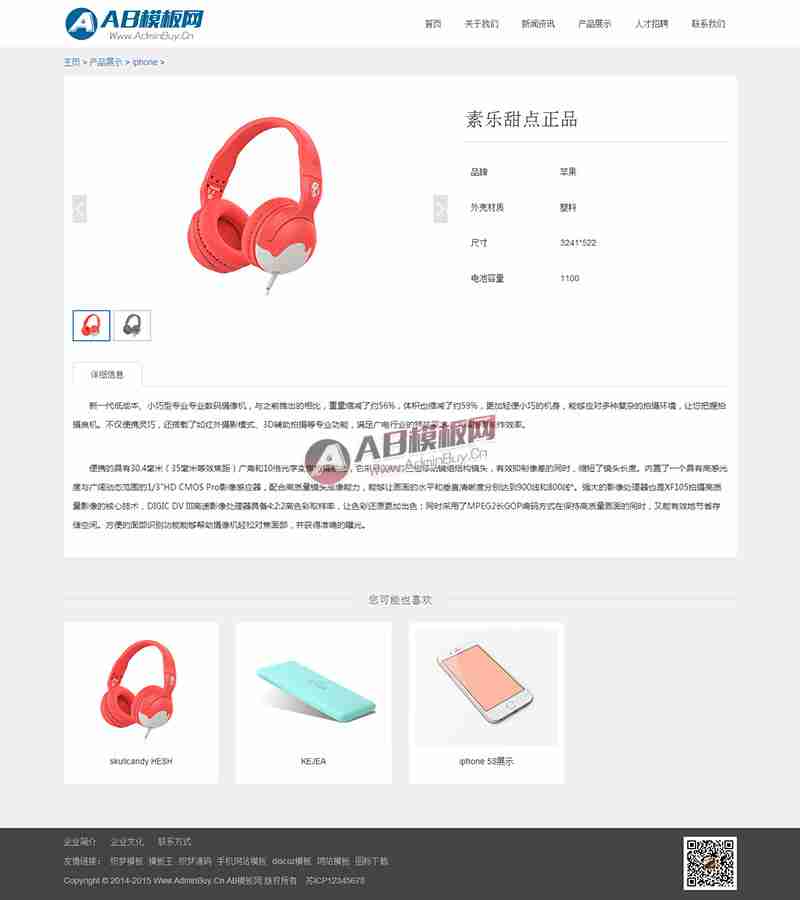 AB模板网
Www.AdminBuy.Cn
首页 关于我们 新闻资讯 产品展示 人才招聘 联系我们
主页 > 产品展示 > iphone >
素乐甜点正品
品牌 苹果
外壳材质 塑料
尺寸 3241*522
电池容量 1100
详细信息
新一代低成本、小巧型专业专业数码摄像机，与之前推出的相比，重量缩减了约56%，体积也缩减了约59%，更加轻便小巧的机身，能够应对多种复杂的拍摄环境，让您把握拍
摄良机。不仅便携灵巧，还搭载了如红外摄影模式、3D辅助拍摄等专业功能，满足广电行业的
AB模板网
Www.AdminBuy.Cn
便携的具有30.4毫米（35毫米等效焦距）广角和10倍光学变
镜组结构镜头，有效抑制像差的同时，缩短了镜头长度。内置了一个具有高感光
度与广阔动态范围的1/3"HD CMOS Pro影像感应器，配合高质量镜头成像能力，能够让画面的水平和垂直清晰度分别达到900线和800线*。强大的影像处理器也是XF105拍摄高质
量影像的核心技术，DIGIC DV III高速影像处理器具备4:2:2高色彩取样率，让色彩还原更加出色；同时采用了MPEG2长GOP编码方式在保持高质量画面的同时，又能有效地节省存
储空间。方便的面部识别功能能够帮助摄像机轻松对焦面部，并获得准确的曝光。
您可能也喜欢
skullcandy HESH KEJEA iphone 5S展示
企业简介 企业文化 联系方式
友情链接： 织梦模板 模板王 织梦源码 手机网站模板 discuz模板 网站模板 图标下载
Copyright © 2014-2015 Www.AdminBuy.Cn AB模板网 版权所有 苏ICP12345678